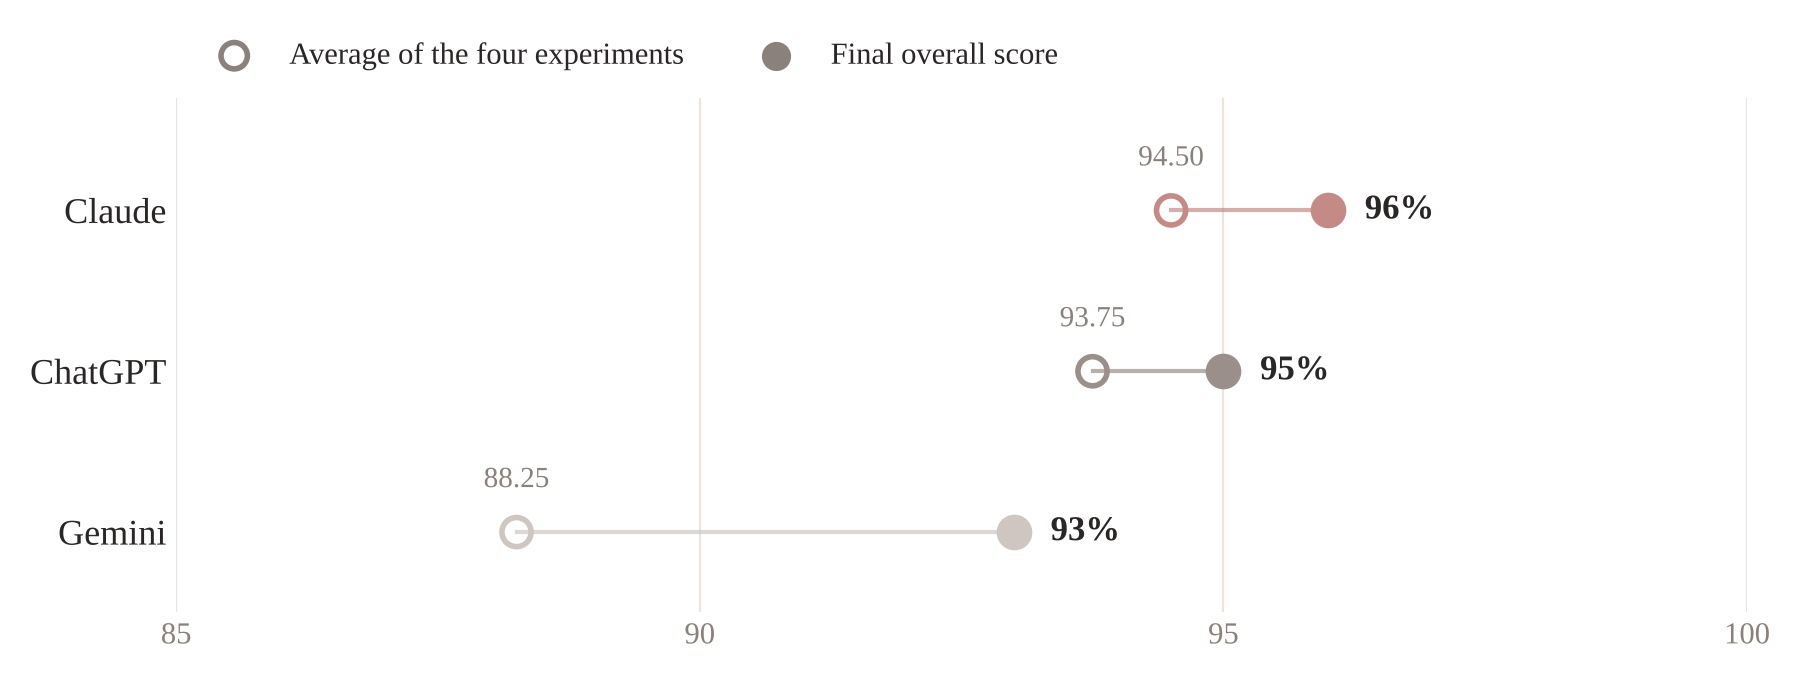 Average of the four experiments Final overall score
94.50
Claude 96%
93.75
ChatGPT 95%
88.25
Gemini 93%
85 90 95 100